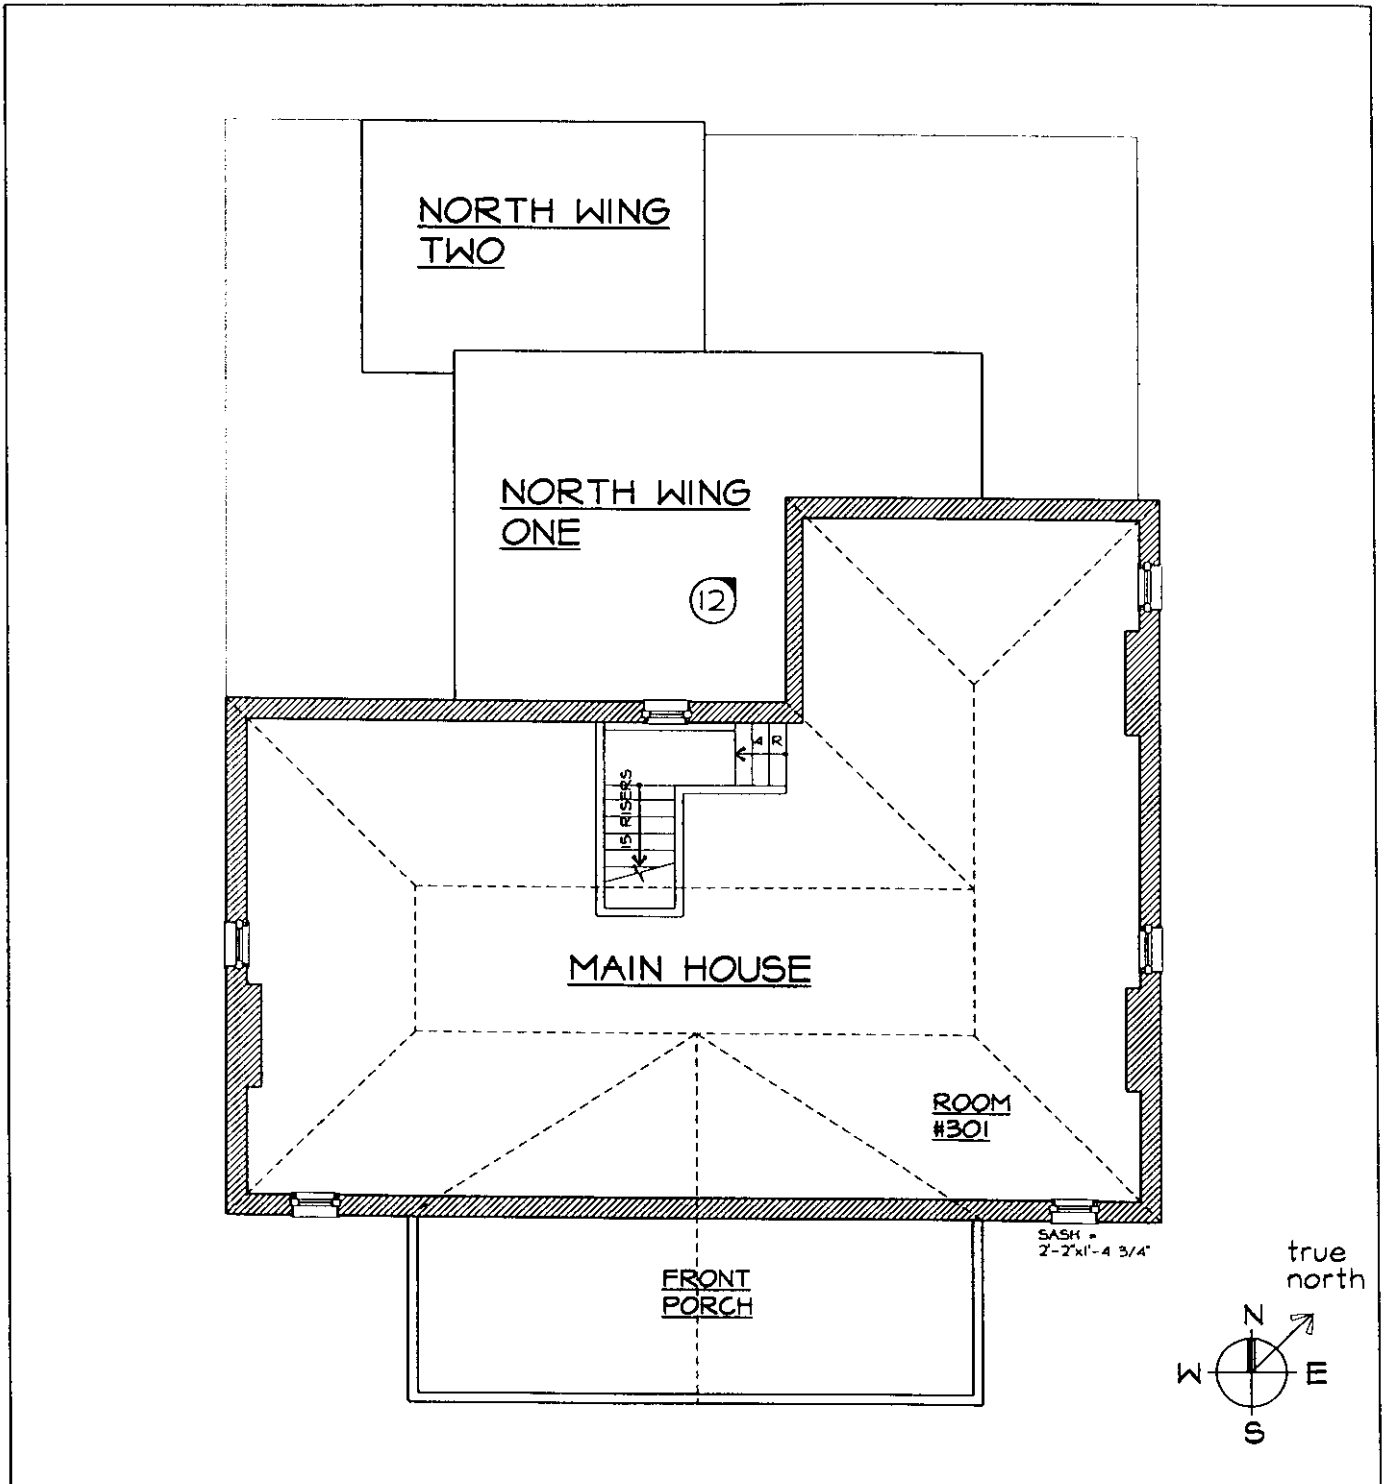 NORTH WING
TWO
NORTH WING
ONE
12
4 R
15 RISERS
MAIN HOUSE
ROOM
#301
SASH =
2'-2"x1'-4 3/4"
FRONT
PORCH
true
north
N
W E
S